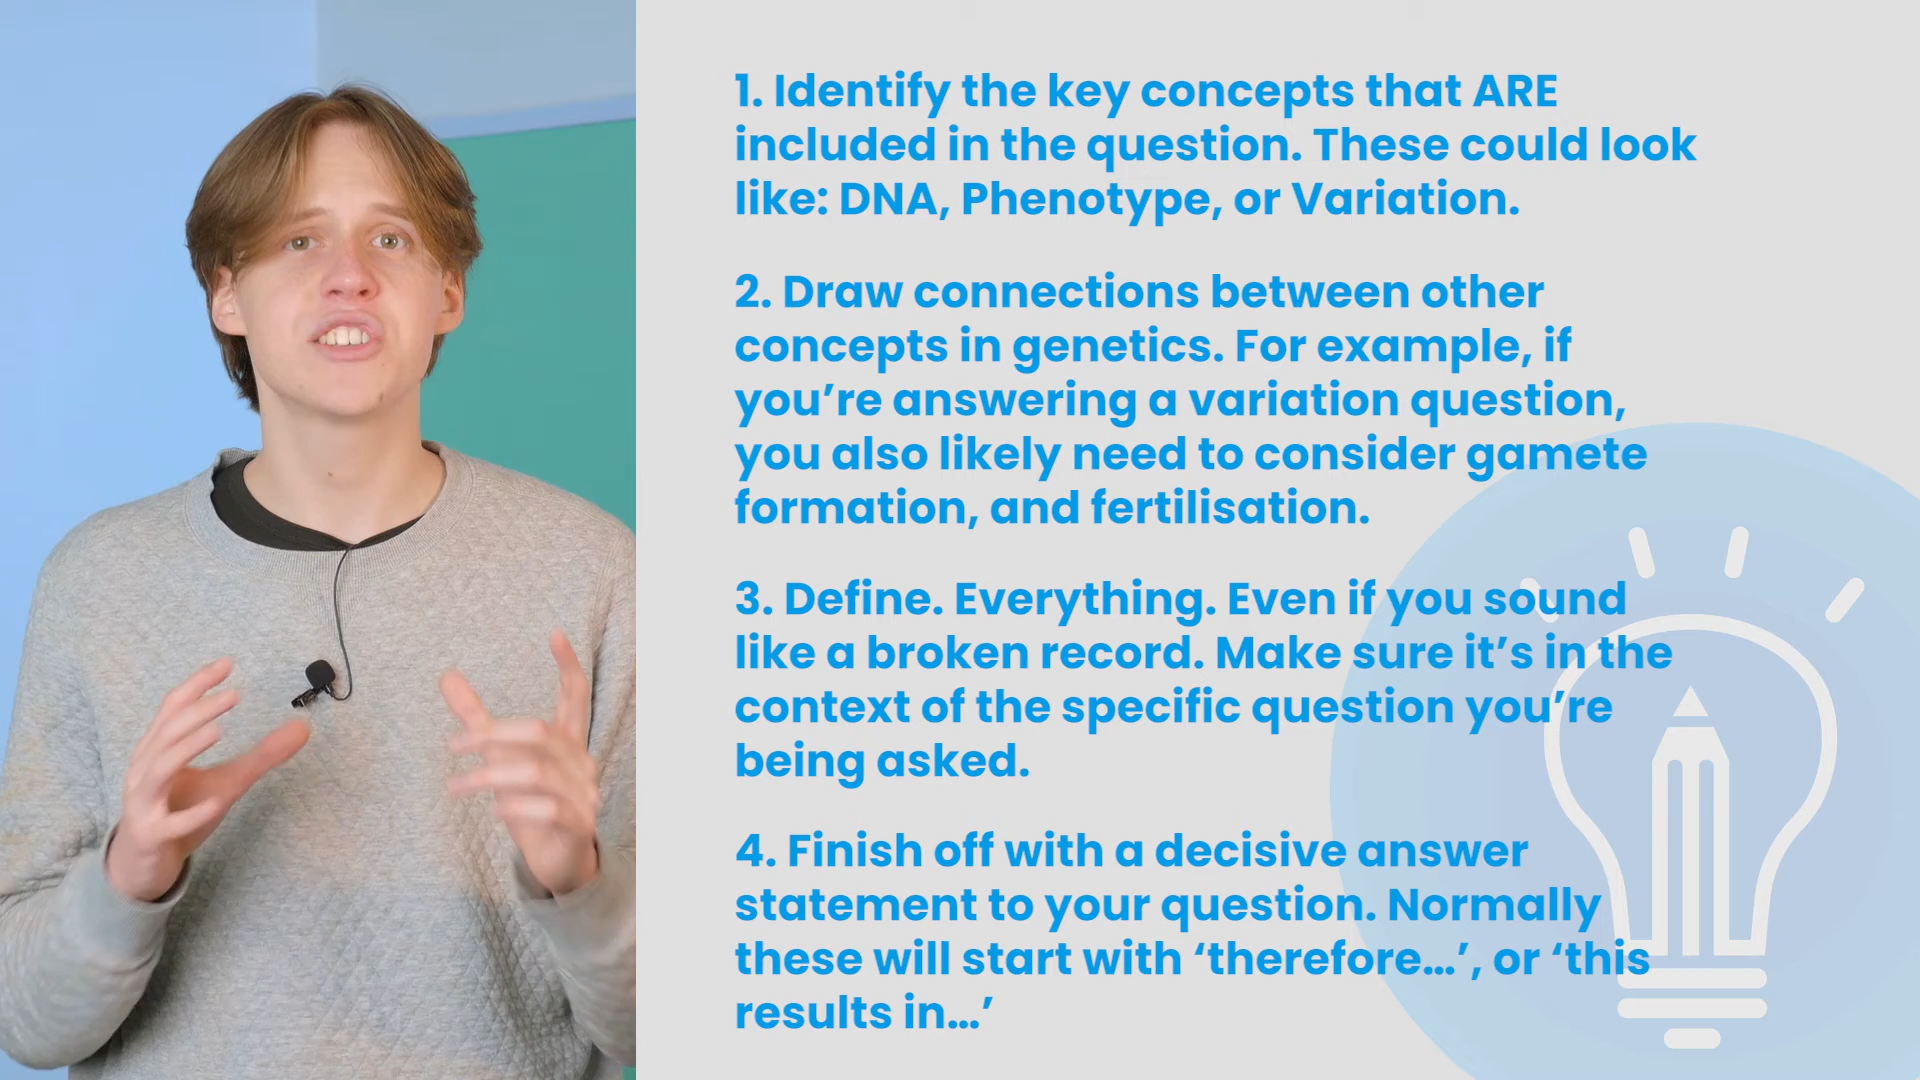 1. Identify the key concepts that ARE
included in the question. These could look
like: DNA, Phenotype, or Variation.
2. Draw connections between other
concepts in genetics. For example, if
you’re answering a variation question,
you also likely need to consider gamete
formation, and fertilisation.
3. Define. Everything. Even if you sound
like a broken record. Make sure it’s in the
context of the specific question you’re
being asked.
4. Finish off with a decisive answer
statement to your question. Normally
these will start with ‘therefore...’, or ‘this
results in...’